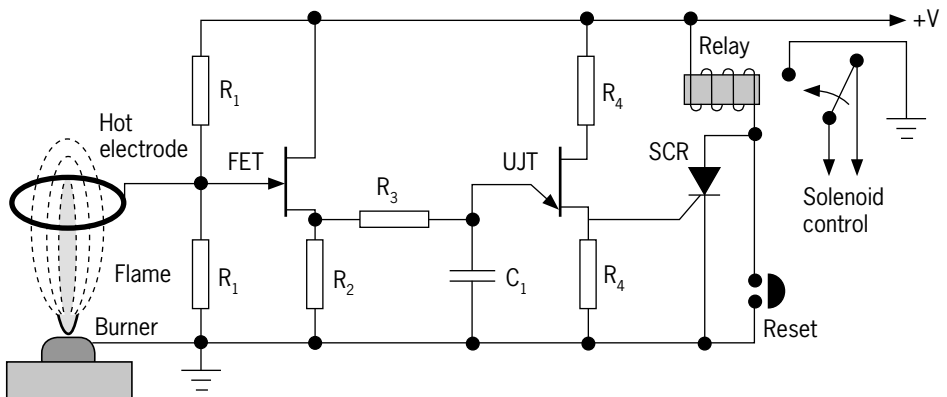 +V
Relay
R1
R4
Hot
electrode
FET
UJT
SCR
R3
Solenoid
control
Flame
R1
R2
C1
R4
Burner
Reset